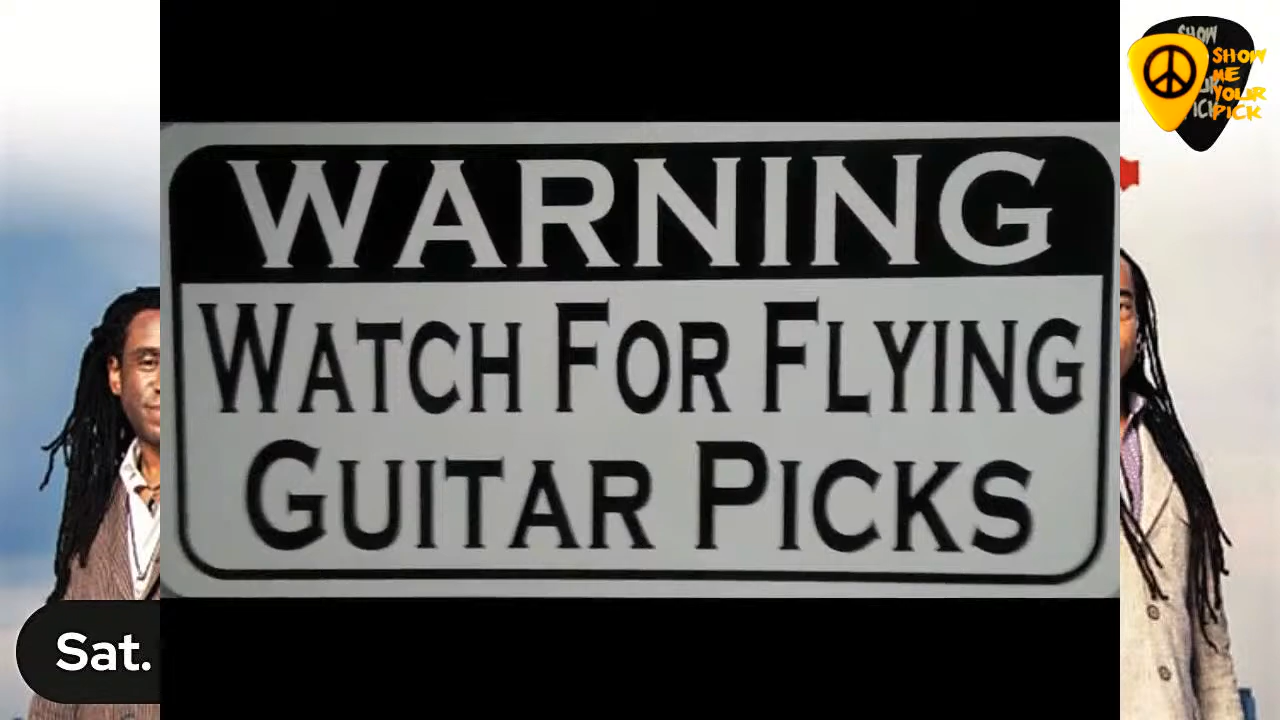 WARNING
WATCH FOR FLYING
GUITAR PICKS
SHOW
ME
YOUR
PICK
Sat.